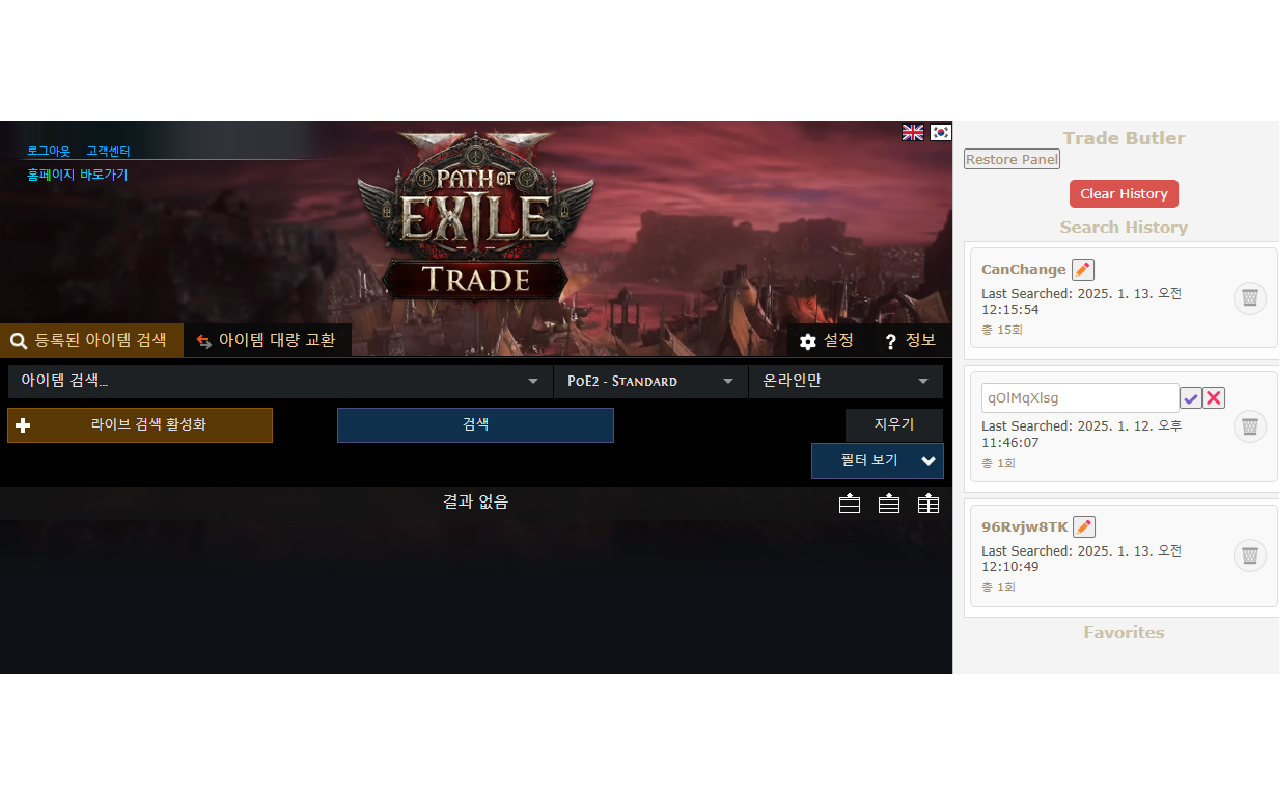 로그아웃 고객센터
홈페이지 바로가기
PATH OF
EXILE
TRADE
등록된 아이템 검색
아이템 대량 교환
설정
? 정보
아이템 검색...
PoE2 - Standard
온라인만
라이브 검색 활성화
검색
지우기
필터 보기
결과 없음
Trade Butler
Restore Panel
Clear History
Search History
CanChange
Last Searched: 2025. 1. 13. 오전
12:15:54
총 15회
qOlMqXlsg
Last Searched: 2025. 1. 12. 오후
11:46:07
총 1회
96Rvjw8TK
Last Searched: 2025. 1. 13. 오전
12:10:49
총 1회
Favorites